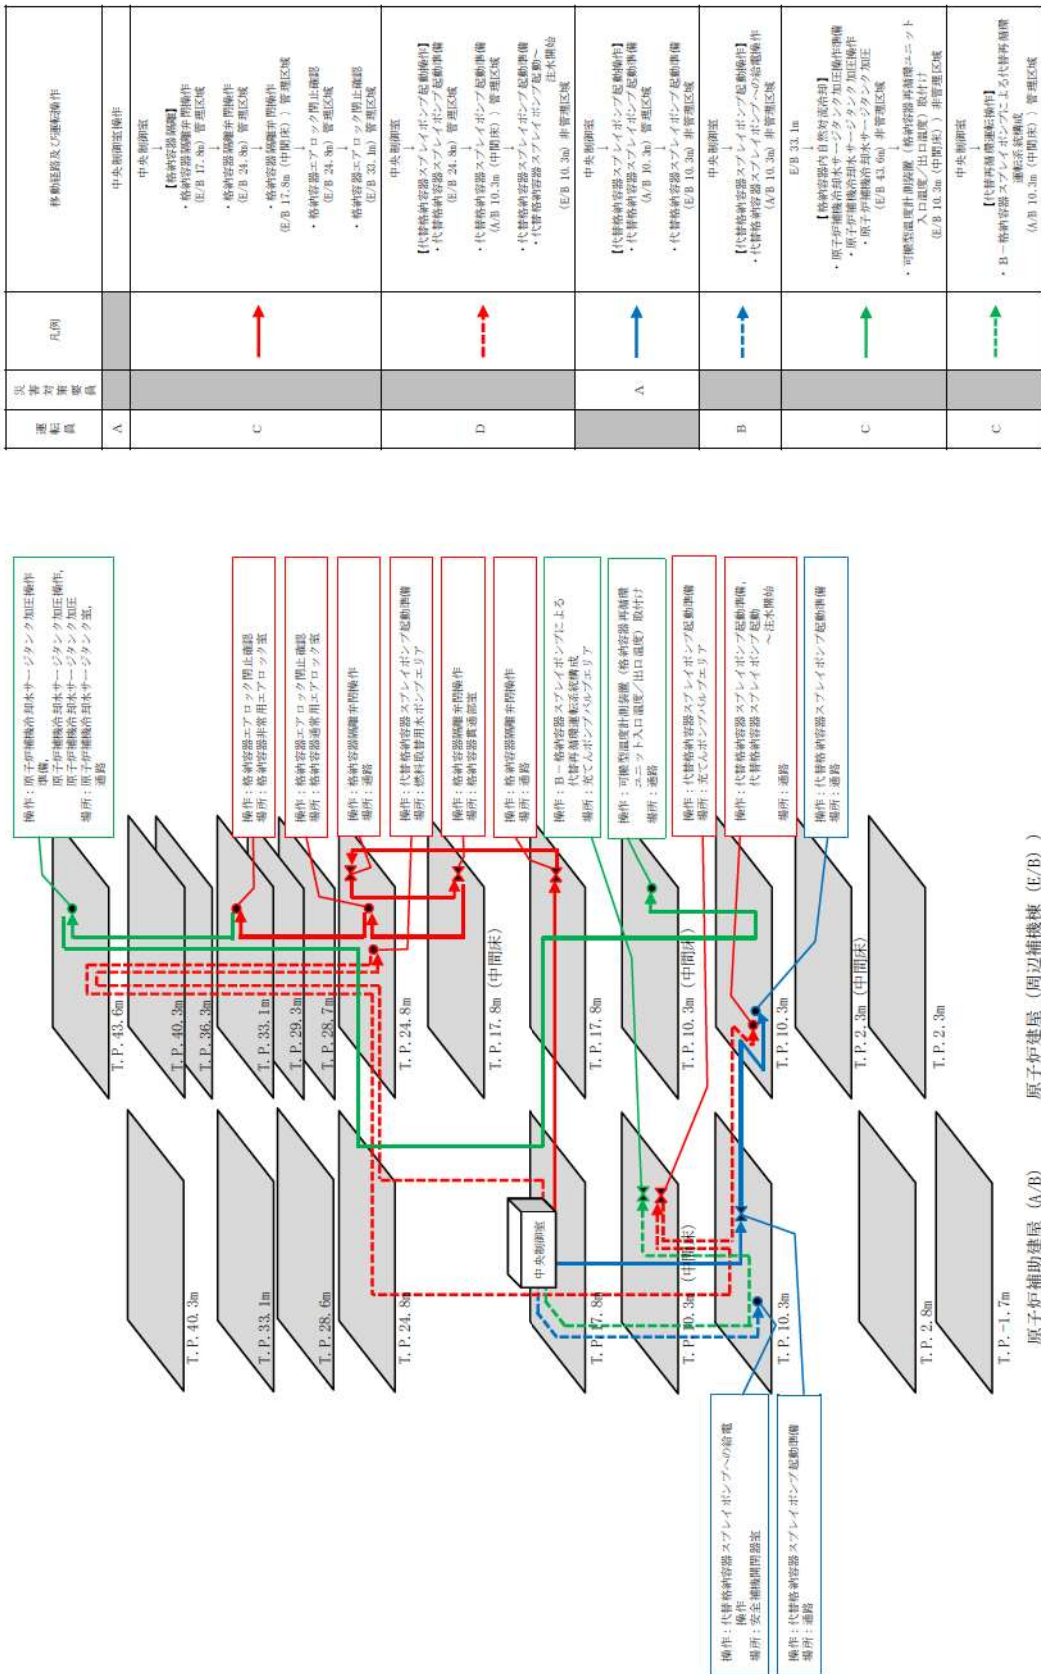 運転員
災害対策要員
凡例
移動経路及び運転操作
A
中央制御室操作
C
中央制御室
↓
【格納容器隔離】
・格納容器隔離弁閉操作
(E/B 17.8m) 管理区域
↓
・格納容器隔離弁閉操作
(E/B 24.8m) 管理区域
↓
・格納容器隔離弁閉操作
(E/B 17.8m (中間床)) 管理区域
↓
・格納容器エアロック閉止確認
(E/B 24.8m) 管理区域
↓
・格納容器エアロック閉止確認
(E/B 33.1m) 管理区域
D
中央制御室
↓
【代替格納容器スプレイポンプ起動操作】
・代替格納容器スプレイポンプ起動準備
(E/B 24.8m) 管理区域
↓
・代替格納容器スプレイポンプ起動準備
(A/B 10.3m (中間床)) 管理区域
↓
・代替格納容器スプレイポンプ起動準備
・代替格納容器スプレイポンプ起動~
注水開始
(E/B 10.3m) 非管理区域
A
中央制御室
↓
【代替格納容器スプレイポンプ起動操作】
・代替格納容器スプレイポンプ起動準備
(A/B 10.3m) 管理区域
↓
・代替格納容器スプレイポンプ起動準備
(E/B 10.3m) 非管理区域
B
中央制御室
↓
【代替格納容器スプレイポンプ起動操作】
・代替格納容器スプレイポンプへの給電操作
(A/B 10.3m) 非管理区域
C
E/B 33.1m
↓
【格納容器内自然対流冷却】
・原子炉補機冷却水サージタンク加圧操作準備
・原子炉補機冷却水サージタンク加圧操作
・原子炉補機冷却水サージタンク加圧
(E/B 43.6m) 非管理区域
↓
・可搬型温度計測装置(格納容器再循環ユニット
入口温度/出口温度)取付け
(E/B 10.3m (中間床)) 非管理区域
C
中央制御室
↓
【代替再循環運転操作】
・B-格納容器スプレイポンプによる代替再循環
運転系統構成
(A/B 10.3m (中間床)) 管理区域
操作:原子炉補機冷却水サージタンク加圧操作
準備,
原子炉補機冷却水サージタンク加圧操作,
原子炉補機冷却水サージタンク加圧
場所:原子炉補機冷却水サージタンク室,
通路
操作:格納容器エアロック閉止確認
場所:格納容器非常用エアロック室
操作:格納容器エアロック閉止確認
場所:格納容器通常用エアロック室
操作:格納容器隔離弁閉操作
場所:通路
操作:代替格納容器スプレイポンプ起動準備
場所:燃料取替用水ポンプエリア
操作:格納容器隔離弁閉操作
場所:格納容器貫通部室
操作:格納容器隔離弁閉操作
場所:通路
操作:B-格納容器スプレイポンプによる
代替再循環運転系統構成
場所:充てんポンプバルブエリア
操作:可搬型温度計測装置(格納容器再循環
ユニット入口温度/出口温度)取付け
場所:通路
操作:代替格納容器スプレイポンプ起動準備
場所:充てんポンプバルブエリア
操作:代替格納容器スプレイポンプ起動準備,
代替格納容器スプレイポンプ起動
~注水開始
場所:通路
操作:代替格納容器スプレイポンプ起動準備
場所:通路
T.P.43.6m
T.P.40.3m
T.P.36.3m
T.P.33.1m
T.P.29.3m
T.P.28.7m
T.P.24.8m
T.P.17.8m (中間床)
T.P.17.8m
T.P.10.3m (中間床)
T.P.10.3m
T.P.2.3m (中間床)
T.P.2.3m
原子炉建屋(周辺補機棟(E/B))
T.P.40.3m
T.P.33.1m
T.P.28.6m
T.P.24.8m
中央制御室
T.P.17.8m
T.P.10.3m (中間床)
T.P.10.3m
T.P.2.8m
T.P.-1.7m
原子炉補助建屋(A/B)
操作:代替格納容器スプレイポンプへの給電
操作
場所:安全補機開閉器室
操作:代替格納容器スプレイポンプ起動準備
場所:通路